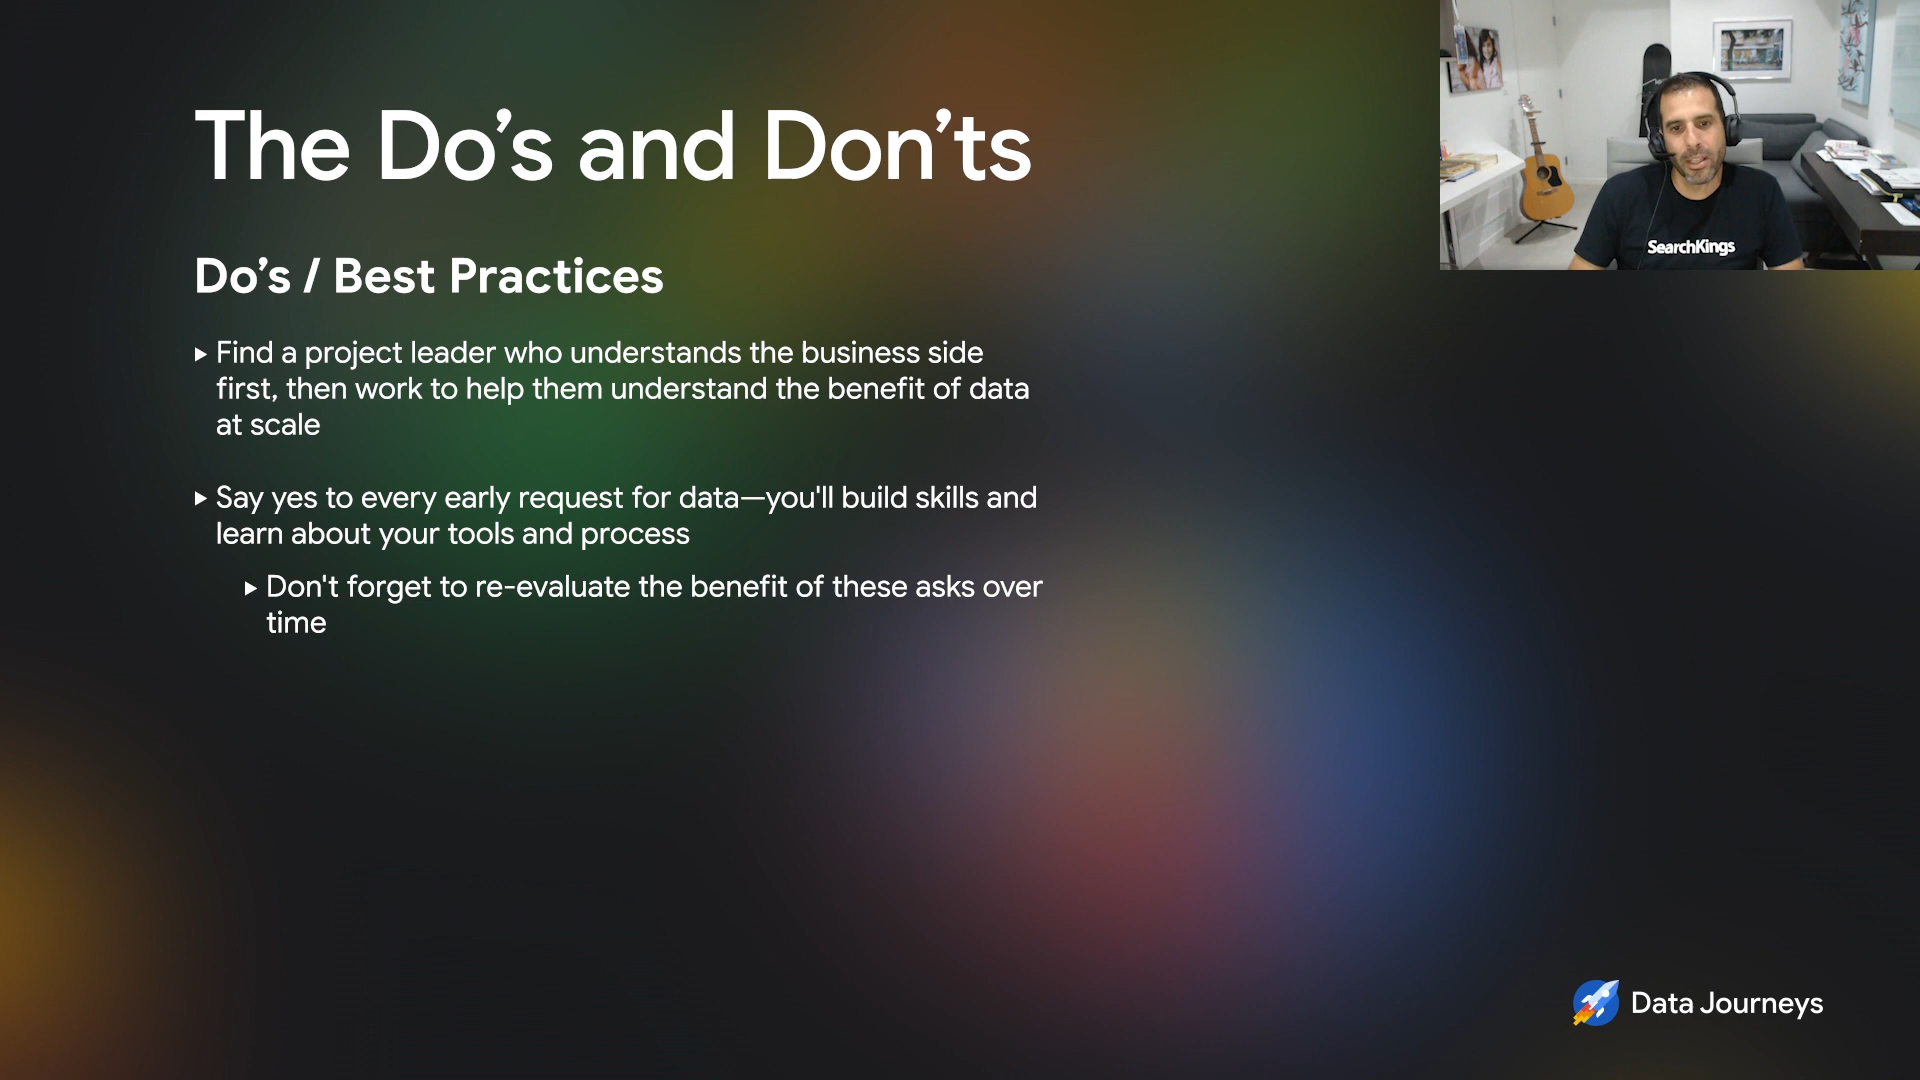 The Do’s and Don’ts
Do’s / Best Practices
▸ Find a project leader who understands the business side
first, then work to help them understand the benefit of data
at scale
▸ Say yes to every early request for data—you'll build skills and
learn about your tools and process
▸ Don't forget to re-evaluate the benefit of these asks over
time
SearchKings
Data Journeys